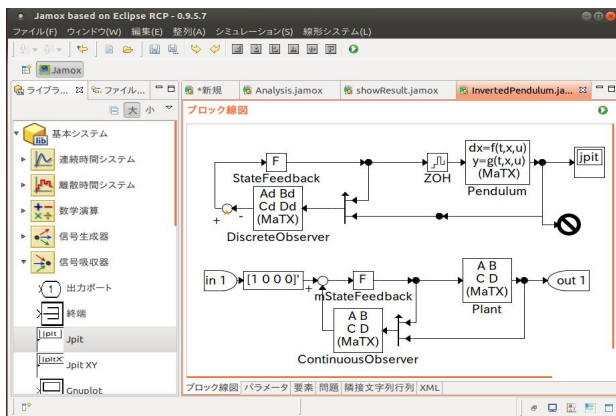 Jamox based on Eclipse RCP - 0.9.5.7
ファイル(F) ウィンドウ(W) 編集(E) 整列(A) シミュレーション(S) 線形システム(L)
Jamox
ライブラ... ファイル...
*新規 Analysis.jamox showResult.jamox InvertedPendulum.ja...
大 小
ブロック線図
lib 基本システム
連続時間システム
離散時間システム
数学演算
信号生成器
信号吸収器
1 出力ポート
終端
jpit Jpit
jpitXY Jpit XY
Gnuplot
F
StateFeedback
ZOH
dx=f(t,x,u)
y=g(t,x,u)
(MaTX)
Pendulum
jpit
Ad Bd
Cd Dd
(MaTX)
+ -
DiscreteObserver
in 1
[1 0 0 0]'
+
F
mStateFeedback
A B
C D
(MaTX)
Plant
out 1
A B
C D
(MaTX)
ContinuousObserver
ブロック線図 パラメータ 要素 問題 隣接文字列行列 XML